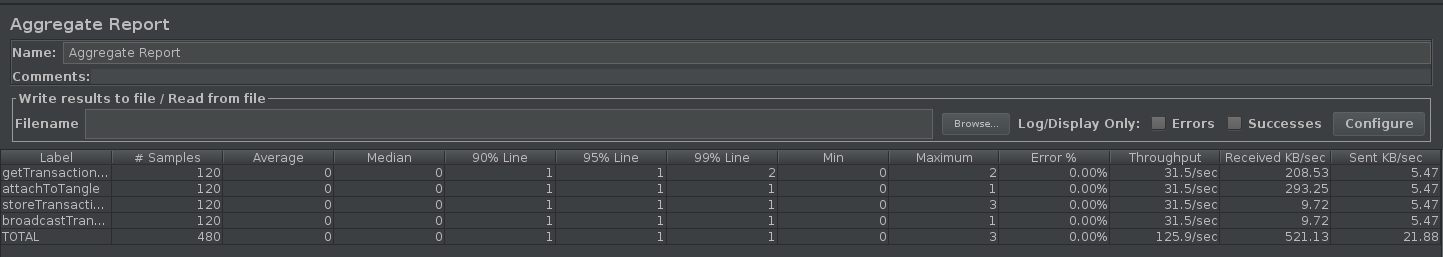 Aggregate Report
Name: Aggregate Report
Comments:
Write results to file / Read from file
Filename Browse... Log/Display Only: Errors Successes Configure
Label # Samples Average Median 90% Line 95% Line 99% Line Min Maximum Error % Throughput Received KB/sec Sent KB/sec
getTransaction... 120 0 0 1 1 2 0 2 0.00% 31.5/sec 208.53 5.47
attachToTangle 120 0 0 1 1 1 0 1 0.00% 31.5/sec 293.25 5.47
storeTransacti... 120 0 0 1 1 1 0 3 0.00% 31.5/sec 9.72 5.47
broadcastTran... 120 0 0 1 1 1 0 1 0.00% 31.5/sec 9.72 5.47
TOTAL 480 0 0 1 1 1 0 3 0.00% 125.9/sec 521.13 21.88